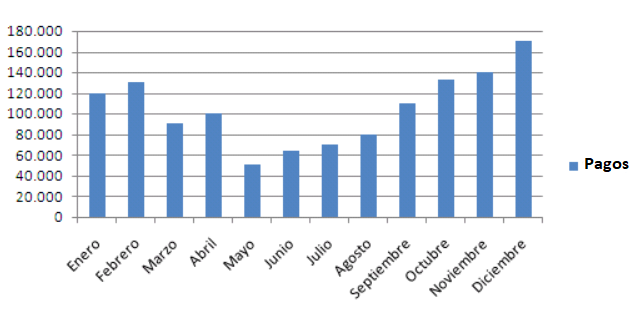 180.000
160.000
140.000
120.000
100.000
80.000
60.000
40.000
20.000
0
Pagos
Enero
Febrero
Marzo
Abril
Mayo
Junio
Julio
Agosto
Septiembre
Octubre
Noviembre
Diciembre